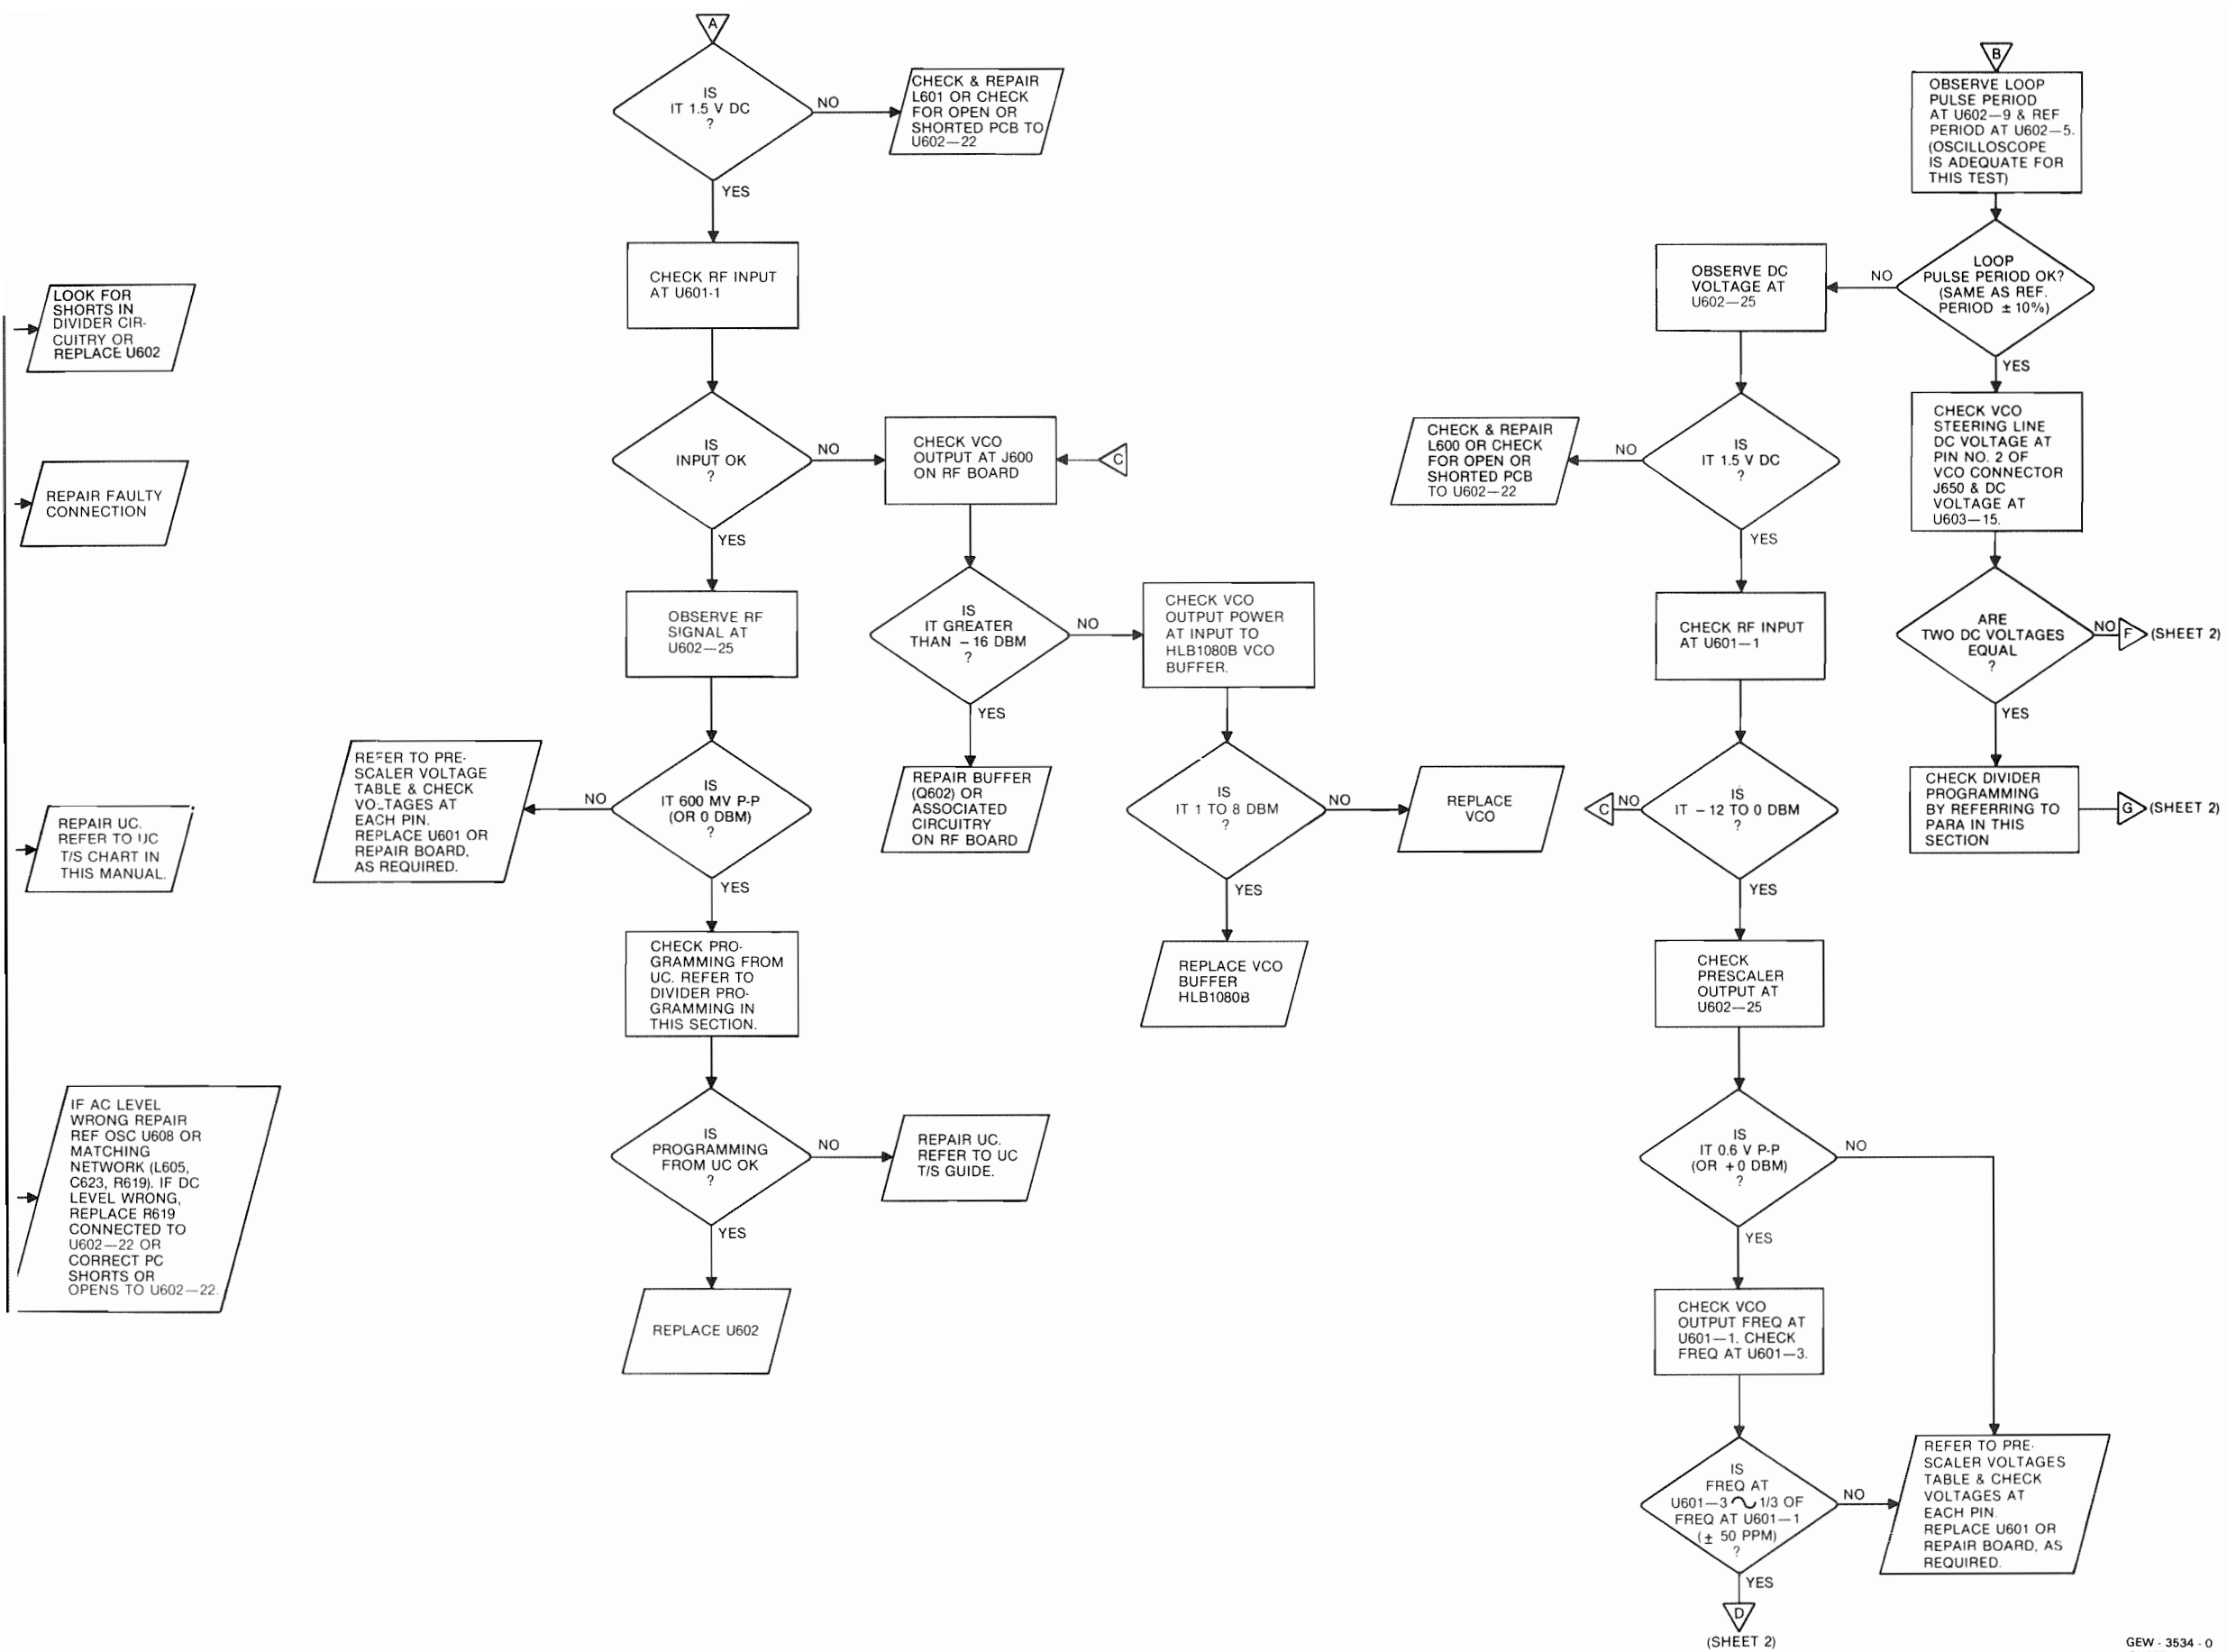 LOOK FOR
SHORTS IN
DIVIDER CIR-
CUITRY OR
REPLACE U602
REPAIR FAULTY
CONNECTION
REPAIR UC.
REFER TO UC
T/S CHART IN
THIS MANUAL.
IF AC LEVEL
WRONG REPAIR
REF OSC U608 OR
MATCHING
NETWORK (L605,
C623, R619). IF DC
LEVEL WRONG,
REPLACE R619
CONNECTED TO
U602—22 OR
CORRECT PC
SHORTS OR
OPENS TO U602—22.
A
IS
IT 1.5 V DC
?
NO
CHECK & REPAIR
L601 OR CHECK
FOR OPEN OR
SHORTED PCB TO
U602—22
YES
CHECK RF INPUT
AT U601-1
IS
INPUT OK
?
NO
CHECK VCO
OUTPUT AT J600
ON RF BOARD
C
YES
OBSERVE RF
SIGNAL AT
U602—25
IS
IT GREATER
THAN – 16 DBM
?
NO
CHECK VCO
OUTPUT POWER
AT INPUT TO
HLB1080B VCO
BUFFER.
YES
REPAIR BUFFER
(Q602) OR
ASSOCIATED
CIRCUITRY
ON RF BOARD
IS
IT 1 TO 8 DBM
?
NO
REPLACE
VCO
YES
REPLACE VCO
BUFFER
HLB1080B
IS
IT 600 MV P-P
(OR 0 DBM)
?
NO
REFER TO PRE-
SCALER VOLTAGE
TABLE & CHECK
VOLTAGES AT
EACH PIN.
REPLACE U601 OR
REPAIR BOARD,
AS REQUIRED.
YES
CHECK PRO-
GRAMMING FROM
UC. REFER TO
DIVIDER PRO-
GRAMMING IN
THIS SECTION.
IS
PROGRAMMING
FROM UC OK
?
NO
REPAIR UC.
REFER TO UC
T/S GUIDE.
YES
REPLACE U602
B
OBSERVE LOOP
PULSE PERIOD
AT U602—9 & REF
PERIOD AT U602—5.
(OSCILLOSCOPE
IS ADEQUATE FOR
THIS TEST)
LOOP
PULSE PERIOD OK?
(SAME AS REF.
PERIOD ± 10%)
NO
OBSERVE DC
VOLTAGE AT
U602—25
YES
CHECK VCO
STEERING LINE
DC VOLTAGE AT
PIN NO. 2 OF
VCO CONNECTOR
J650 & DC
VOLTAGE AT
U603—15.
ARE
TWO DC VOLTAGES
EQUAL
?
NO
F
(SHEET 2)
YES
CHECK DIVIDER
PROGRAMMING
BY REFERRING TO
PARA IN THIS
SECTION
G
(SHEET 2)
IS
IT 1.5 V DC
?
NO
CHECK & REPAIR
L600 OR CHECK
FOR OPEN OR
SHORTED PCB
TO U602—22
YES
CHECK RF INPUT
AT U601—1
IS
IT – 12 TO 0 DBM
?
NO
C
YES
CHECK
PRESCALER
OUTPUT AT
U602—25
IS
IT 0.6 V P-P
(OR +0 DBM)
?
NO
YES
CHECK VCO
OUTPUT FREQ AT
U601—1. CHECK
FREQ AT U601—3.
IS
FREQ AT
U601—3 ∿ 1/3 OF
FREQ AT U601—1
(± 50 PPM)
?
NO
REFER TO PRE-
SCALER VOLTAGES
TABLE & CHECK
VOLTAGES AT
EACH PIN.
REPLACE U601 OR
REPAIR BOARD, AS
REQUIRED.
YES
D
(SHEET 2)
GEW - 3534 - O